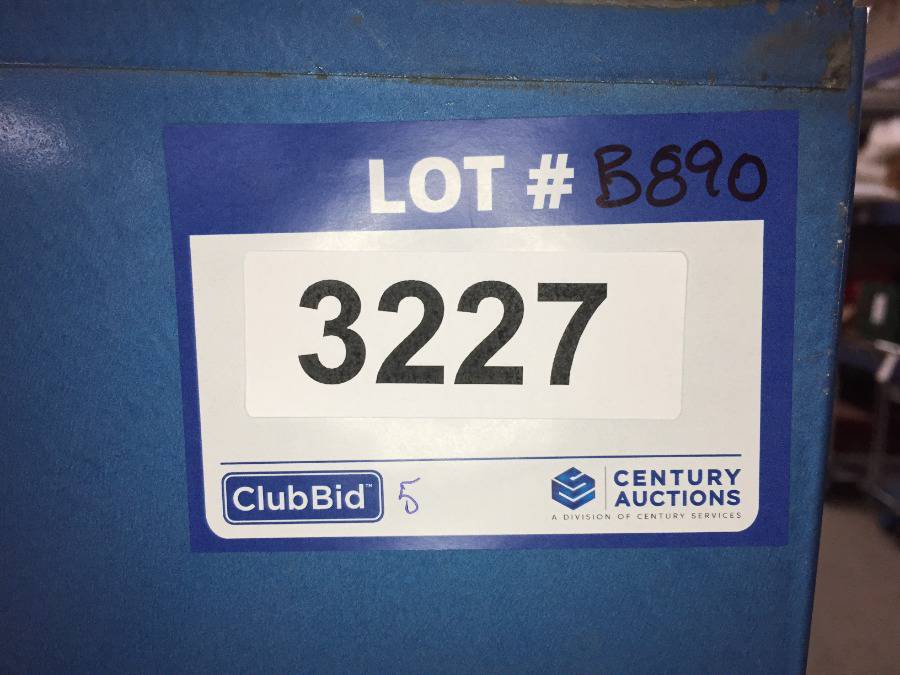 LOT # B890
3227
ClubBid™ 5
CENTURY
AUCTIONS
A DIVISION OF CENTURY SERVICES